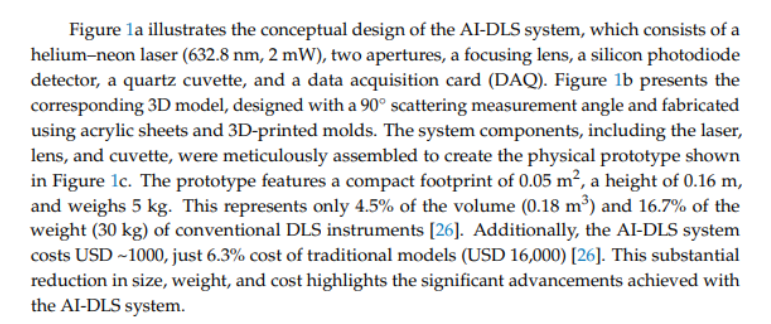 Figure 1a illustrates the conceptual design of the AI-DLS system, which consists of a
helium–neon laser (632.8 nm, 2 mW), two apertures, a focusing lens, a silicon photodiode
detector, a quartz cuvette, and a data acquisition card (DAQ). Figure 1b presents the
corresponding 3D model, designed with a 90° scattering measurement angle and fabricated
using acrylic sheets and 3D-printed molds. The system components, including the laser,
lens, and cuvette, were meticulously assembled to create the physical prototype shown
in Figure 1c. The prototype features a compact footprint of 0.05 m², a height of 0.16 m,
and weighs 5 kg. This represents only 4.5% of the volume (0.18 m³) and 16.7% of the
weight (30 kg) of conventional DLS instruments [26]. Additionally, the AI-DLS system
costs USD ~1000, just 6.3% cost of traditional models (USD 16,000) [26]. This substantial
reduction in size, weight, and cost highlights the significant advancements achieved with
the AI-DLS system.